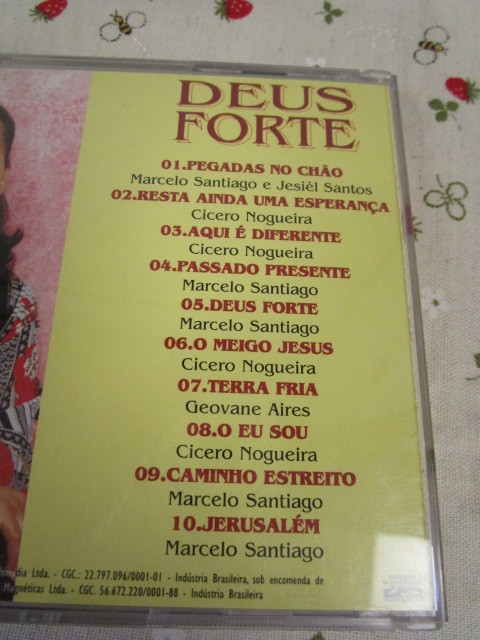 DEUS
FORTE
01.PEGADAS NO CHÃO
Marcelo Santiago e Jesiél Santos
02.RESTA AINDA UMA ESPERANÇA
Cicero Nogueira
03.AQUI É DIFERENTE
Cicero Nogueira
04.PASSADO PRESENTE
Marcelo Santiago
05.DEUS FORTE
Marcelo Santiago
06.O MEIGO JESUS
Cicero Nogueira
07.TERRA FRIA
Geovane Aires
08.O EU SOU
Cicero Nogueira
09.CAMINHO ESTREITO
Marcelo Santiago
10.JERUSALÉM
Marcelo Santiago
Ltda. - CGC.: 22.797.096/0001-01 - Indústria Brasileira, sob encomenda de
Magnéticas Ltda. - CGC. 56.672.220/0001-88 - Indústria Brasileira